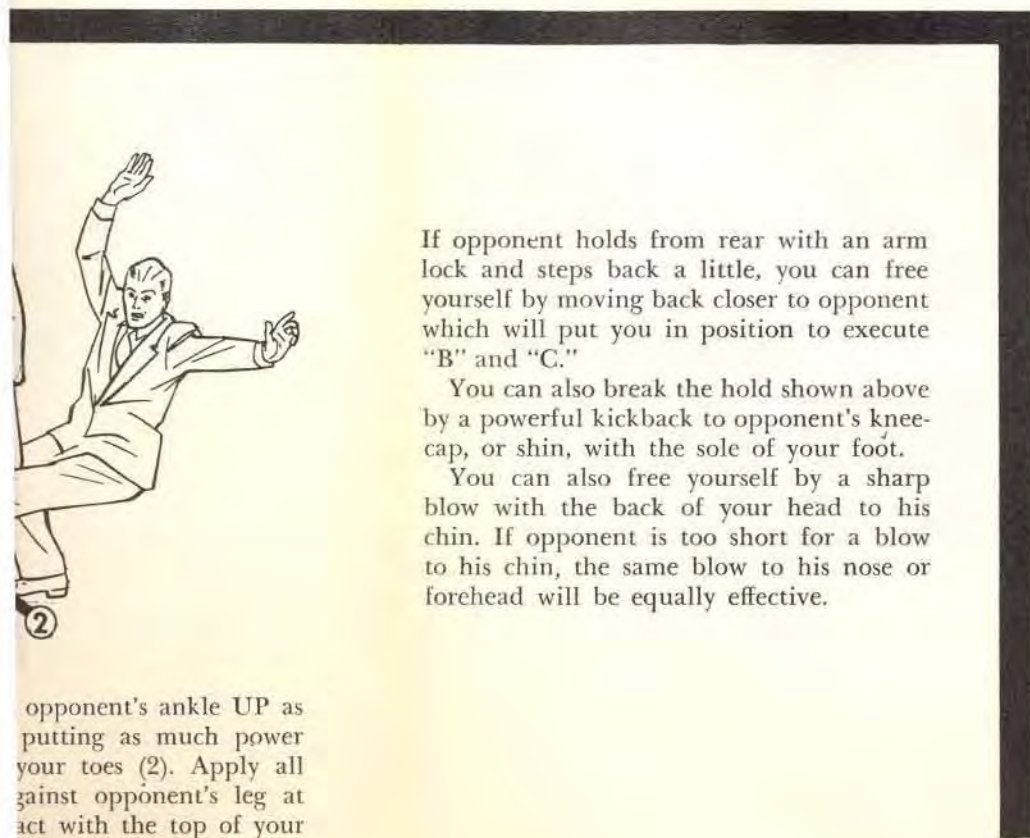 If opponent holds from rear with an arm
lock and steps back a little, you can free
yourself by moving back closer to opponent
which will put you in position to execute
“B” and “C.”
You can also break the hold shown above
by a powerful kickback to opponent's knee-
cap, or shin, with the sole of your foot.
You can also free yourself by a sharp
blow with the back of your head to his
chin. If opponent is too short for a blow
to his chin, the same blow to his nose or
forehead will be equally effective.
2
opponent's ankle UP as
putting as much power
your toes (2). Apply all
gainst opponent's leg at
act with the top of your